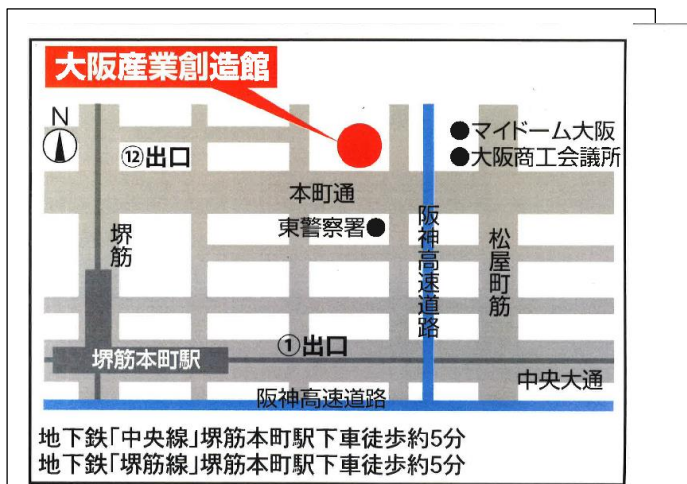 大阪産業創造館
N
⑫出口
●マイドーム大阪
●大阪商工会議所
本町通
東警察署●
堺筋
阪神高速道路
松屋町筋
①出口
堺筋本町駅
中央大通
阪神高速道路
地下鉄「中央線」堺筋本町駅下車徒歩約5分
地下鉄「堺筋線」堺筋本町駅下車徒歩約5分